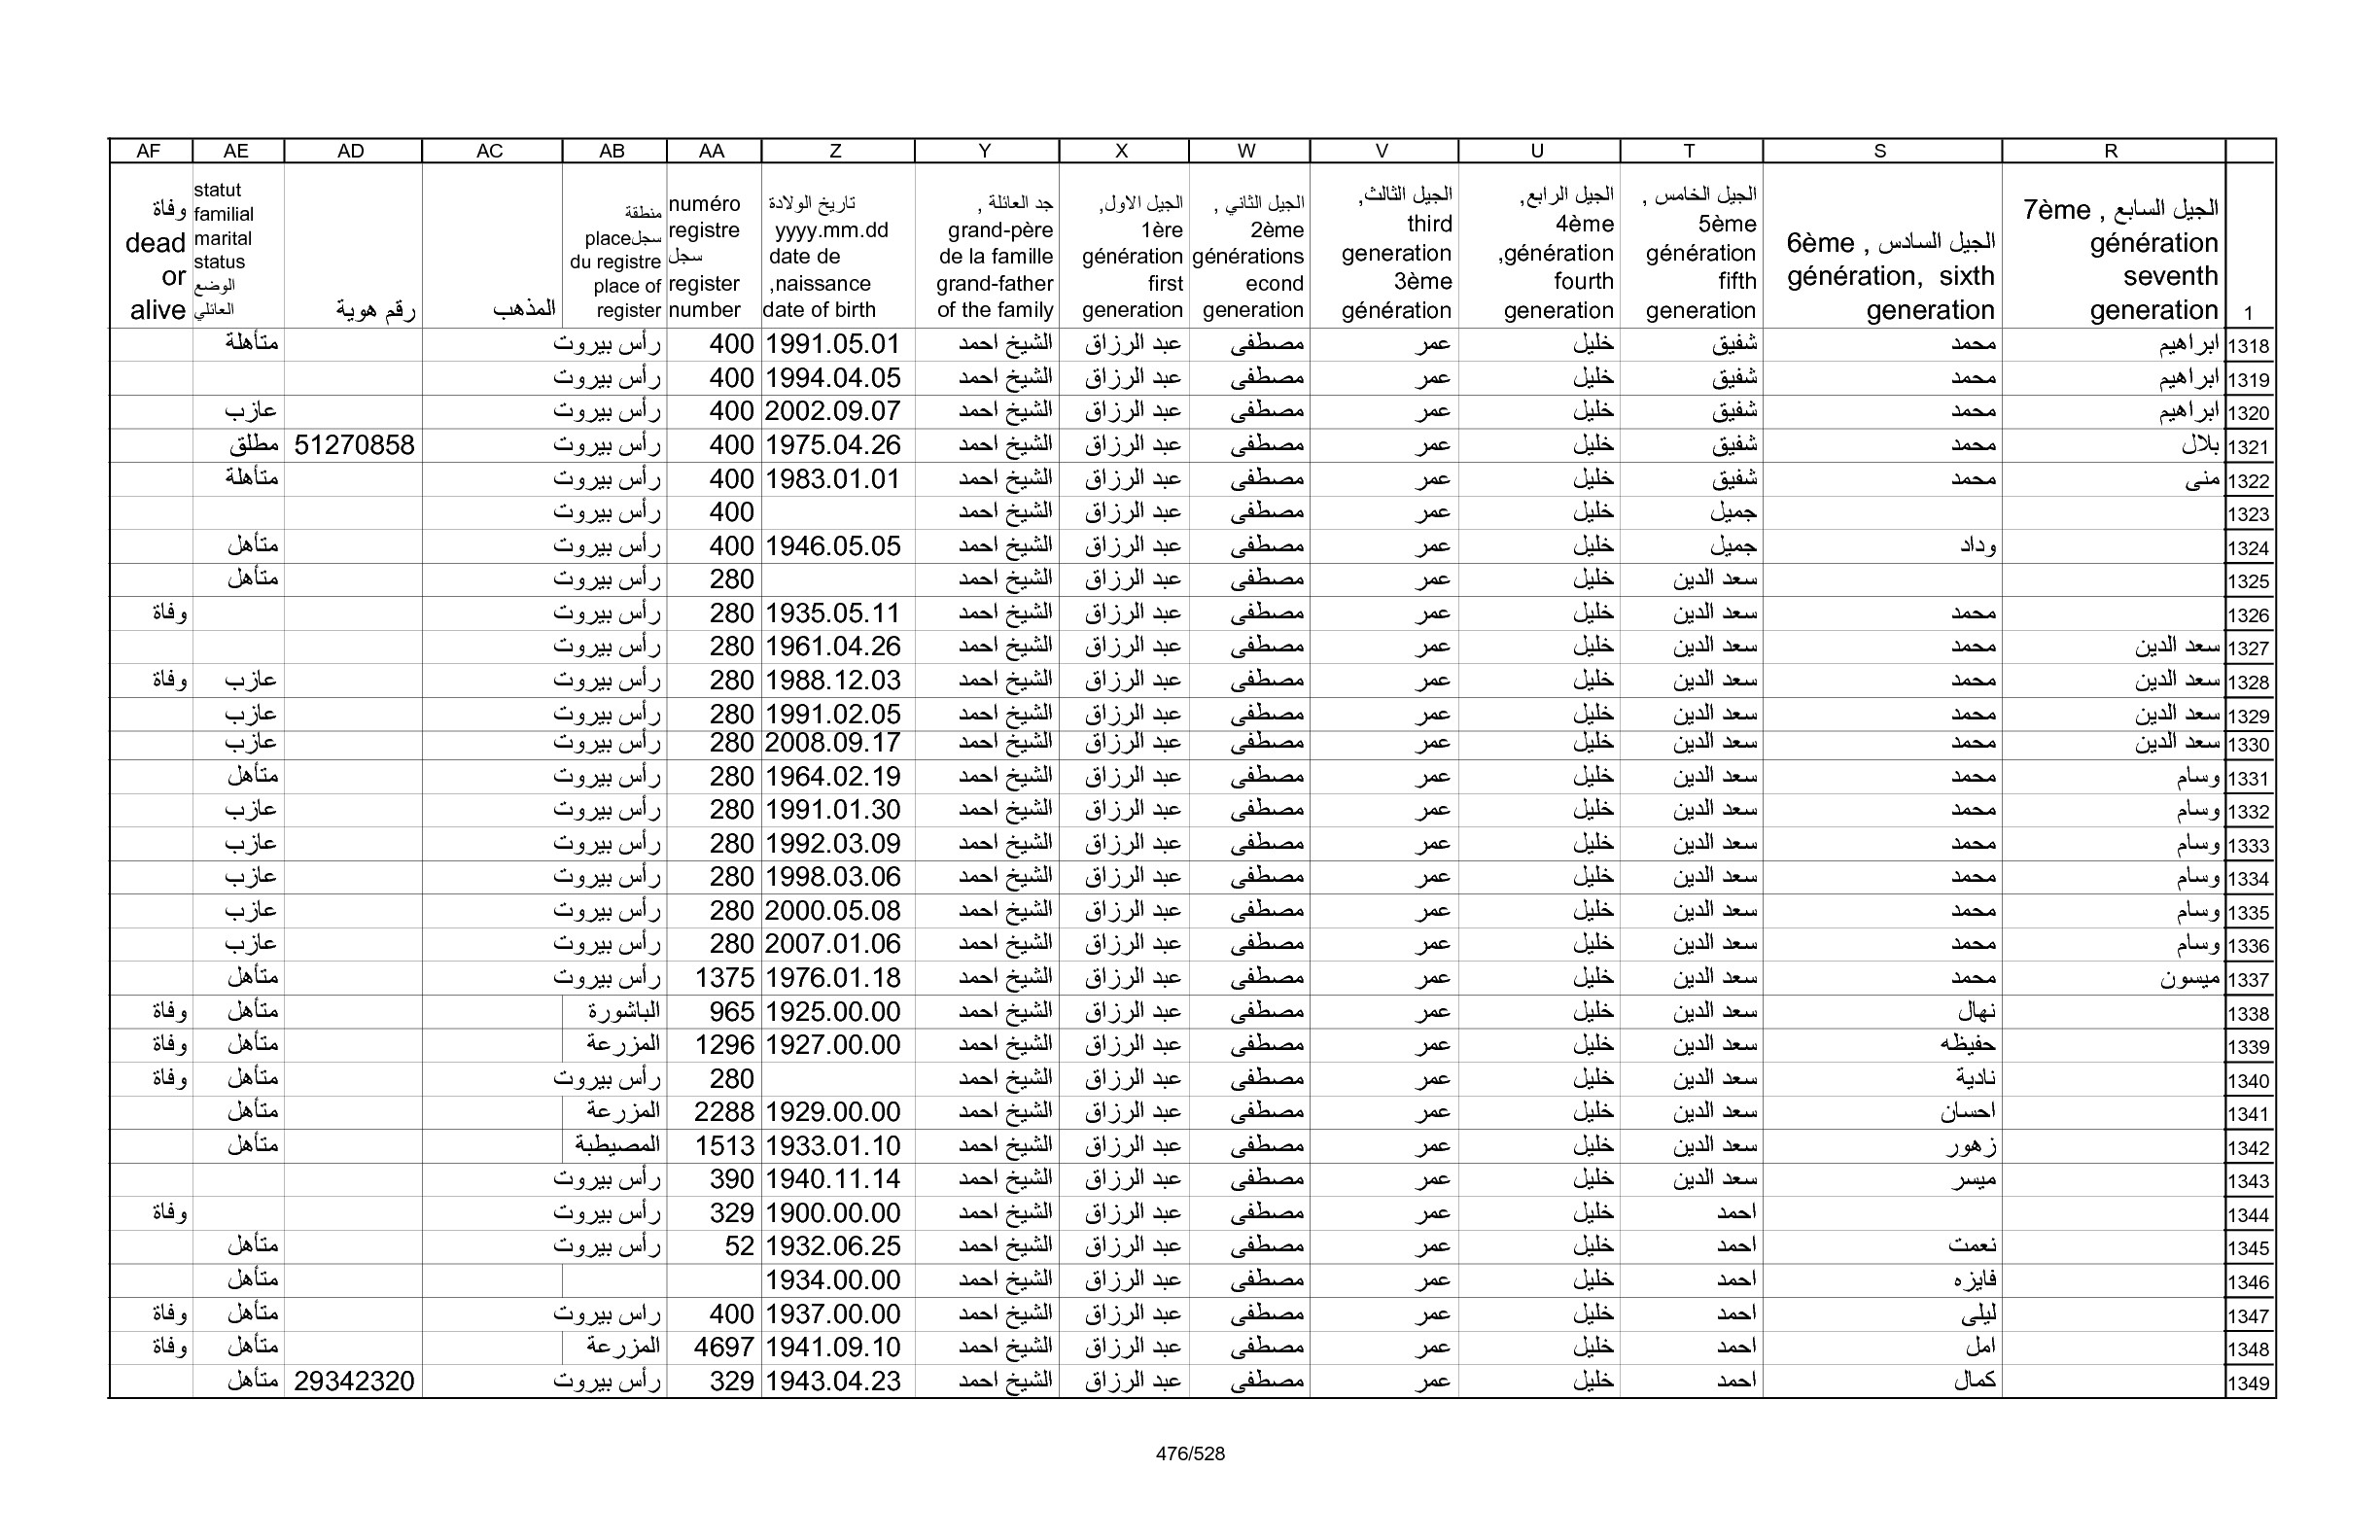 AF AE AD AC AB AA Z Y X W V U T S R
1
الجيل السابع , 7ème génération seventh generation
الجيل السادس , 6ème génération, sixth generation
الجيل الخامس , 5ème génération fifth generation
الجيل الرابع, 4ème génération, fourth generation
الجيل الثالث, third generation 3ème génération
الجيل الثاني , 2ème générations econd generation
الجيل الاول, 1ère génération first generation
جد العائلة , grand-père de la famille grand-father of the family
تاريخ الولادة yyyy.mm.dd date de naissance, date of birth
numéro registre سجل register number
منطقة سجل place du registre place of register
المذهب
رقم هوية
statut familial marital status الوضع العائلي
وفاة dead or alive
1318 ابراهيم محمد شفيق خليل عمر مصطفى عبد الرزاق الشيخ احمد 1991.05.01 400 رأس بيروت متأهلة
1319 ابراهيم محمد شفيق خليل عمر مصطفى عبد الرزاق الشيخ احمد 1994.04.05 400 رأس بيروت
1320 ابراهيم محمد شفيق خليل عمر مصطفى عبد الرزاق الشيخ احمد 2002.09.07 400 رأس بيروت عازب
1321 بلال محمد شفيق خليل عمر مصطفى عبد الرزاق الشيخ احمد 1975.04.26 400 رأس بيروت 51270858 مطلق
1322 منى محمد شفيق خليل عمر مصطفى عبد الرزاق الشيخ احمد 1983.01.01 400 رأس بيروت متأهلة
1323 جميل خليل عمر مصطفى عبد الرزاق الشيخ احمد 400 رأس بيروت
1324 وداد جميل خليل عمر مصطفى عبد الرزاق الشيخ احمد 1946.05.05 400 رأس بيروت متأهل
1325 سعد الدين خليل عمر مصطفى عبد الرزاق الشيخ احمد 280 رأس بيروت متأهل
1326 محمد سعد الدين خليل عمر مصطفى عبد الرزاق الشيخ احمد 1935.05.11 280 رأس بيروت وفاة
1327 سعد الدين محمد سعد الدين خليل عمر مصطفى عبد الرزاق الشيخ احمد 1961.04.26 280 رأس بيروت
1328 سعد الدين محمد سعد الدين خليل عمر مصطفى عبد الرزاق الشيخ احمد 1988.12.03 280 رأس بيروت عازب وفاة
1329 سعد الدين محمد سعد الدين خليل عمر مصطفى عبد الرزاق الشيخ احمد 1991.02.05 280 رأس بيروت عازب
1330 سعد الدين محمد سعد الدين خليل عمر مصطفى عبد الرزاق الشيخ احمد 2008.09.17 280 رأس بيروت عازب
1331 وسام محمد سعد الدين خليل عمر مصطفى عبد الرزاق الشيخ احمد 1964.02.19 280 رأس بيروت متأهل
1332 وسام محمد سعد الدين خليل عمر مصطفى عبد الرزاق الشيخ احمد 1991.01.30 280 رأس بيروت عازب
1333 وسام محمد سعد الدين خليل عمر مصطفى عبد الرزاق الشيخ احمد 1992.03.09 280 رأس بيروت عازب
1334 وسام محمد سعد الدين خليل عمر مصطفى عبد الرزاق الشيخ احمد 1998.03.06 280 رأس بيروت عازب
1335 وسام محمد سعد الدين خليل عمر مصطفى عبد الرزاق الشيخ احمد 2000.05.08 280 رأس بيروت عازب
1336 وسام محمد سعد الدين خليل عمر مصطفى عبد الرزاق الشيخ احمد 2007.01.06 280 رأس بيروت عازب
1337 ميسون محمد سعد الدين خليل عمر مصطفى عبد الرزاق الشيخ احمد 1976.01.18 1375 رأس بيروت متأهل
1338 نهال سعد الدين خليل عمر مصطفى عبد الرزاق الشيخ احمد 1925.00.00 965 الباشورة متأهل وفاة
1339 حفيظه سعد الدين خليل عمر مصطفى عبد الرزاق الشيخ احمد 1927.00.00 1296 المزرعة متأهل وفاة
1340 نادية سعد الدين خليل عمر مصطفى عبد الرزاق الشيخ احمد 280 رأس بيروت متأهل وفاة
1341 احسان سعد الدين خليل عمر مصطفى عبد الرزاق الشيخ احمد 1929.00.00 2288 المزرعة متأهل
1342 زهور سعد الدين خليل عمر مصطفى عبد الرزاق الشيخ احمد 1933.01.10 1513 المصيطبة متأهل
1343 ميسر سعد الدين خليل عمر مصطفى عبد الرزاق الشيخ احمد 1940.11.14 390 رأس بيروت
1344 احمد خليل عمر مصطفى عبد الرزاق الشيخ احمد 1900.00.00 329 رأس بيروت وفاة
1345 نعمت احمد خليل عمر مصطفى عبد الرزاق الشيخ احمد 1932.06.25 52 رأس بيروت متأهل
1346 فايزه احمد خليل عمر مصطفى عبد الرزاق الشيخ احمد 1934.00.00 متأهل
1347 ليلى احمد خليل عمر مصطفى عبد الرزاق الشيخ احمد 1937.00.00 400 راس بيروت متأهل وفاة
1348 امل احمد خليل عمر مصطفى عبد الرزاق الشيخ احمد 1941.09.10 4697 المزرعة متأهل وفاة
1349 كمال احمد خليل عمر مصطفى عبد الرزاق الشيخ احمد 1943.04.23 329 رأس بيروت 29342320 متأهل
476/528